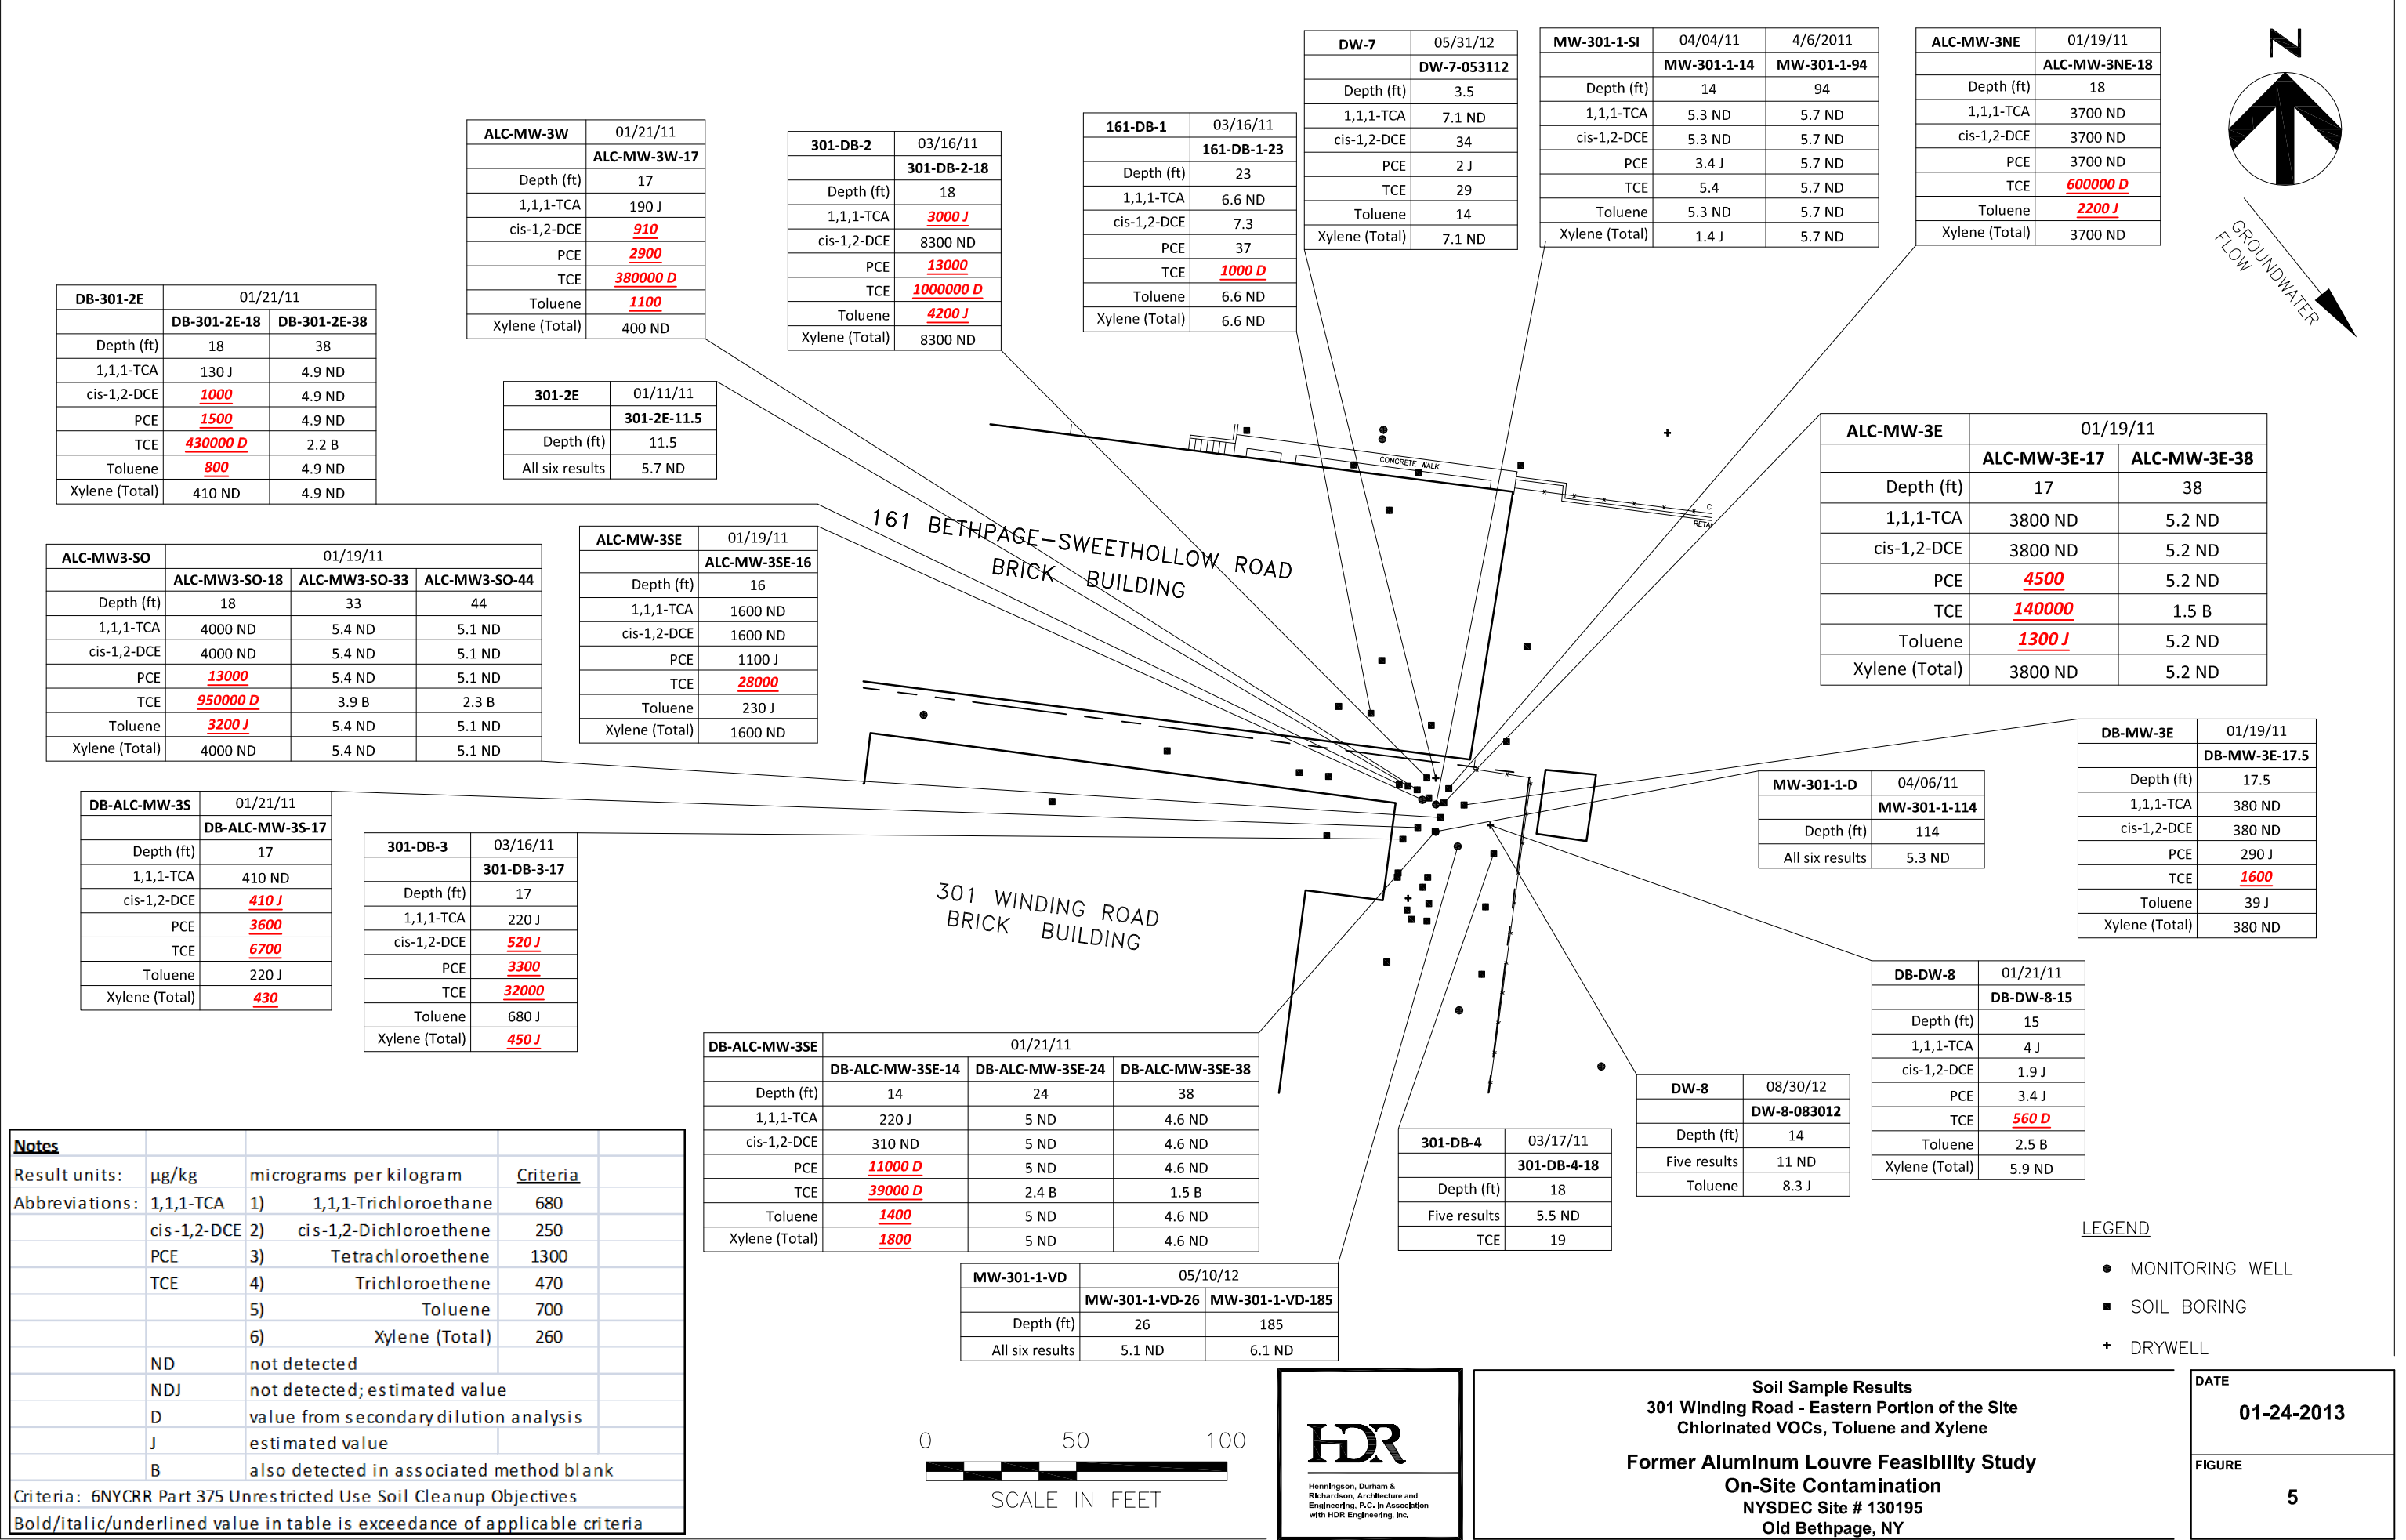 DW-7 05/31/12
DW-7-053112
Depth (ft) 3.5
1,1,1-TCA 7.1 ND
cis-1,2-DCE 34
PCE 2 J
TCE 29
Toluene 14
Xylene (Total) 7.1 ND
MW-301-1-SI 04/04/11 4/6/2011
MW-301-1-14 MW-301-1-94
Depth (ft) 14 94
1,1,1-TCA 5.3 ND 5.7 ND
cis-1,2-DCE 5.3 ND 5.7 ND
PCE 3.4 J 5.7 ND
TCE 5.4 5.7 ND
Toluene 5.3 ND 5.7 ND
Xylene (Total) 1.4 J 5.7 ND
ALC-MW-3NE 01/19/11
ALC-MW-3NE-18
Depth (ft) 18
1,1,1-TCA 3700 ND
cis-1,2-DCE 3700 ND
PCE 3700 ND
TCE 600000 D
Toluene 2200 J
Xylene (Total) 3700 ND
N
GROUNDWATER
FLOW
ALC-MW-3W 01/21/11
ALC-MW-3W-17
Depth (ft) 17
1,1,1-TCA 190 J
cis-1,2-DCE 910
PCE 2900
TCE 380000 D
Toluene 1100
Xylene (Total) 400 ND
301-DB-2 03/16/11
301-DB-2-18
Depth (ft) 18
1,1,1-TCA 3000 J
cis-1,2-DCE 8300 ND
PCE 13000
TCE 1000000 D
Toluene 4200 J
Xylene (Total) 8300 ND
161-DB-1 03/16/11
161-DB-1-23
Depth (ft) 23
1,1,1-TCA 6.6 ND
cis-1,2-DCE 7.3
PCE 37
TCE 1000 D
Toluene 6.6 ND
Xylene (Total) 6.6 ND
DB-301-2E 01/21/11
DB-301-2E-18 DB-301-2E-38
Depth (ft) 18 38
1,1,1-TCA 130 J 4.9 ND
cis-1,2-DCE 1000 4.9 ND
PCE 1500 4.9 ND
TCE 430000 D 2.2 B
Toluene 800 4.9 ND
Xylene (Total) 410 ND 4.9 ND
301-2E 01/11/11
301-2E-11.5
Depth (ft) 11.5
All six results 5.7 ND
ALC-MW-3E 01/19/11
ALC-MW-3E-17 ALC-MW-3E-38
Depth (ft) 17 38
1,1,1-TCA 3800 ND 5.2 ND
cis-1,2-DCE 3800 ND 5.2 ND
PCE 4500 5.2 ND
TCE 140000 1.5 B
Toluene 1300 J 5.2 ND
Xylene (Total) 3800 ND 5.2 ND
CONCRETE WALK
C
RETA
161 BETHPAGE-SWEETHOLLOW ROAD
BRICK BUILDING
ALC-MW3-SO 01/19/11
ALC-MW3-SO-18 ALC-MW3-SO-33 ALC-MW3-SO-44
Depth (ft) 18 33 44
1,1,1-TCA 4000 ND 5.4 ND 5.1 ND
cis-1,2-DCE 4000 ND 5.4 ND 5.1 ND
PCE 13000 5.4 ND 5.1 ND
TCE 950000 D 3.9 B 2.3 B
Toluene 3200 J 5.4 ND 5.1 ND
Xylene (Total) 4000 ND 5.4 ND 5.1 ND
ALC-MW-3SE 01/19/11
ALC-MW-3SE-16
Depth (ft) 16
1,1,1-TCA 1600 ND
cis-1,2-DCE 1600 ND
PCE 1100 J
TCE 28000
Toluene 230 J
Xylene (Total) 1600 ND
DB-MW-3E 01/19/11
DB-MW-3E-17.5
Depth (ft) 17.5
1,1,1-TCA 380 ND
cis-1,2-DCE 380 ND
PCE 290 J
TCE 1600
Toluene 39 J
Xylene (Total) 380 ND
MW-301-1-D 04/06/11
MW-301-1-114
Depth (ft) 114
All six results 5.3 ND
DB-ALC-MW-3S 01/21/11
DB-ALC-MW-3S-17
Depth (ft) 17
1,1,1-TCA 410 ND
cis-1,2-DCE 410 J
PCE 3600
TCE 6700
Toluene 220 J
Xylene (Total) 430
301-DB-3 03/16/11
301-DB-3-17
Depth (ft) 17
1,1,1-TCA 220 J
cis-1,2-DCE 520 J
PCE 3300
TCE 32000
Toluene 680 J
Xylene (Total) 450 J
301 WINDING ROAD
BRICK BUILDING
DB-DW-8 01/21/11
DB-DW-8-15
Depth (ft) 15
1,1,1-TCA 4 J
cis-1,2-DCE 1.9 J
PCE 3.4 J
TCE 560 D
Toluene 2.5 B
Xylene (Total) 5.9 ND
DB-ALC-MW-3SE 01/21/11
DB-ALC-MW-3SE-14 DB-ALC-MW-3SE-24 DB-ALC-MW-3SE-38
Depth (ft) 14 24 38
1,1,1-TCA 220 J 5 ND 4.6 ND
cis-1,2-DCE 310 ND 5 ND 4.6 ND
PCE 11000 D 5 ND 4.6 ND
TCE 39000 D 2.4 B 1.5 B
Toluene 1400 5 ND 4.6 ND
Xylene (Total) 1800 5 ND 4.6 ND
DW-8 08/30/12
DW-8-083012
Depth (ft) 14
Five results 11 ND
Toluene 8.3 J
301-DB-4 03/17/11
301-DB-4-18
Depth (ft) 18
Five results 5.5 ND
TCE 19
MW-301-1-VD 05/10/12
MW-301-1-VD-26 MW-301-1-VD-185
Depth (ft) 26 185
All six results 5.1 ND 6.1 ND
Notes
Result units: µg/kg micrograms per kilogram Criteria
Abbreviations: 1,1,1-TCA 1) 1,1,1-Trichloroethane 680
cis-1,2-DCE 2) cis-1,2-Dichloroethene 250
PCE 3) Tetrachloroethene 1300
TCE 4) Trichloroethene 470
5) Toluene 700
6) Xylene (Total) 260
ND not detected
NDJ not detected; estimated value
D value from secondary dilution analysis
J estimated value
B also detected in associated method blank
Criteria: 6NYCRR Part 375 Unrestricted Use Soil Cleanup Objectives
Bold/italic/underlined value in table is exceedance of applicable criteria
LEGEND
MONITORING WELL
SOIL BORING
DRYWELL
0 50 100
SCALE IN FEET
HDR
Henningson, Durham &
Richardson, Architecture and
Engineering, P.C. in Association
with HDR Engineering, Inc.
Soil Sample Results
301 Winding Road - Eastern Portion of the Site
Chlorinated VOCs, Toluene and Xylene
Former Aluminum Louvre Feasibility Study
On-Site Contamination
NYSDEC Site # 130195
Old Bethpage, NY
DATE
01-24-2013
FIGURE
5